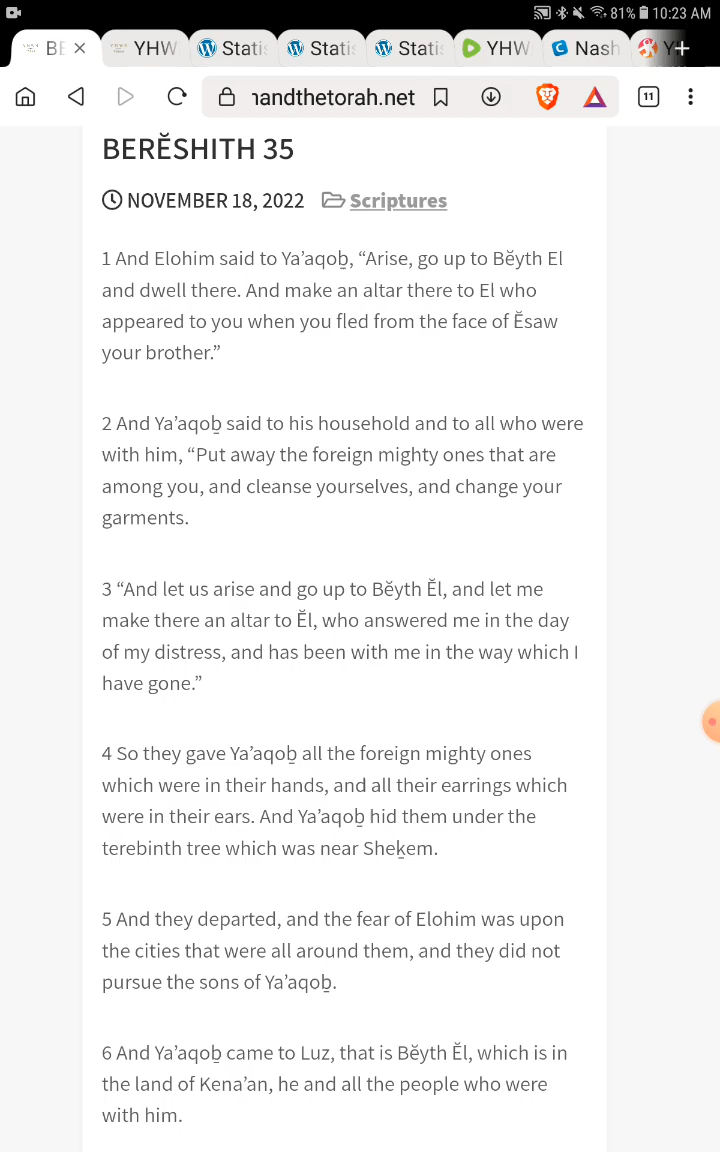 81% 10:23 AM
BE YHW Statis Statis Statis YHW Nash Y
handthetorah.net 11
BERĔSHITH 35
NOVEMBER 18, 2022 Scriptures
1 And Elohim said to Ya’aqoḇ, “Arise, go up to Bĕyth El
and dwell there. And make an altar there to El who
appeared to you when you fled from the face of Ĕsaw
your brother.”
2 And Ya’aqoḇ said to his household and to all who were
with him, “Put away the foreign mighty ones that are
among you, and cleanse yourselves, and change your
garments.
3 “And let us arise and go up to Bĕyth Ĕl, and let me
make there an altar to Ĕl, who answered me in the day
of my distress, and has been with me in the way which I
have gone.”
4 So they gave Ya’aqoḇ all the foreign mighty ones
which were in their hands, and all their earrings which
were in their ears. And Ya’aqoḇ hid them under the
terebinth tree which was near Sheḵem.
5 And they departed, and the fear of Elohim was upon
the cities that were all around them, and they did not
pursue the sons of Ya’aqoḇ.
6 And Ya’aqoḇ came to Luz, that is Bĕyth Ĕl, which is in
the land of Kena’an, he and all the people who were
with him.